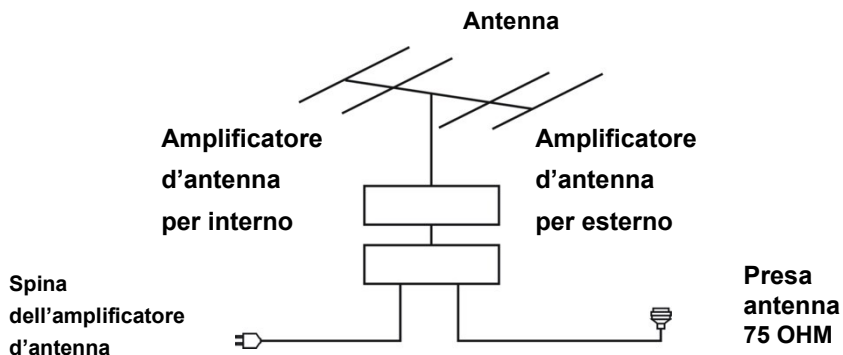 Antenna
Amplificatore
d’antenna
per interno
Amplificatore
d’antenna
per esterno
Spina
dell’amplificatore
d’antenna
Presa
antenna
75 OHM